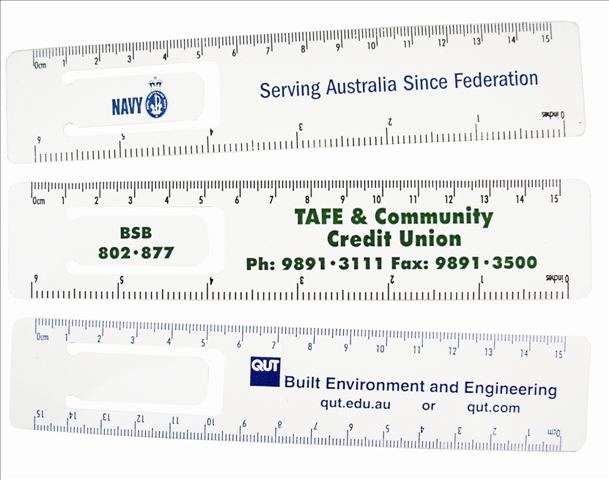 0cm 1 2 3 4 5 6 7 8 9 10 11 12 13 14 15
NAVY
Serving Australia Since Federation
6 5 4 3 2 1 0 inches
0cm 1 2 3 4 5 6 7 8 9 10 11 12 13 14 15
BSB
802•877
TAFE & Community
Credit Union
Ph: 9891•3111 Fax: 9891•3500
6 5 4 3 2 1 0 inches
0cm 1 2 3 4 5 6 7 8 9 10 11 12 13 14 15
QUT
Built Environment and Engineering
qut.edu.au or qut.com
15 14 13 12 11 10 9 8 7 6 5 4 3 2 1 0cm